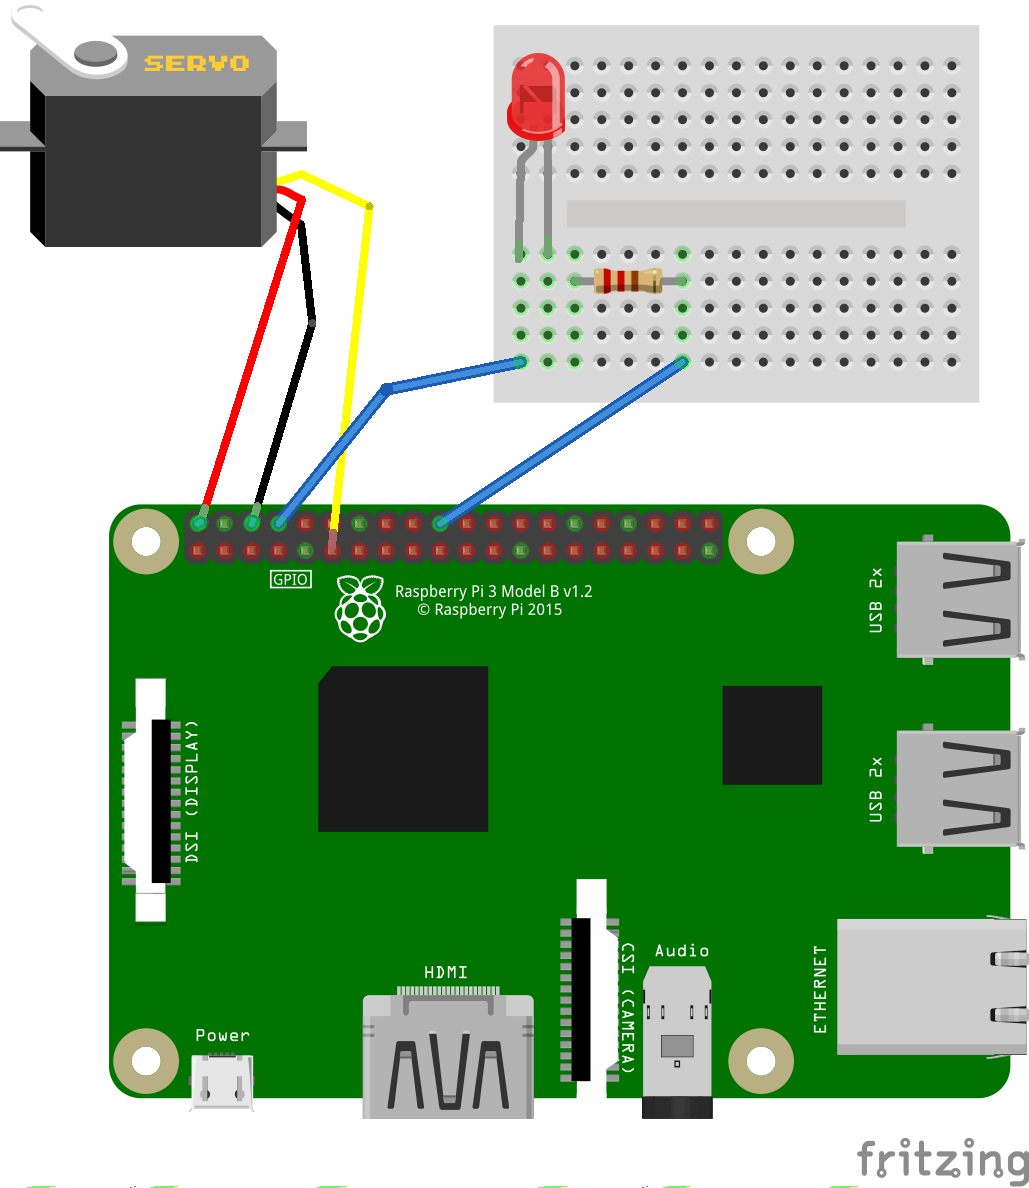 SERVO
GPIO
Raspberry Pi 3 Model B v1.2
© Raspberry Pi 2015
USB 2x
DSI (DISPLAY)
USB 2x
HDMI
CSI (CAMERA)
Audio
ETHERNET
Power
fritzing